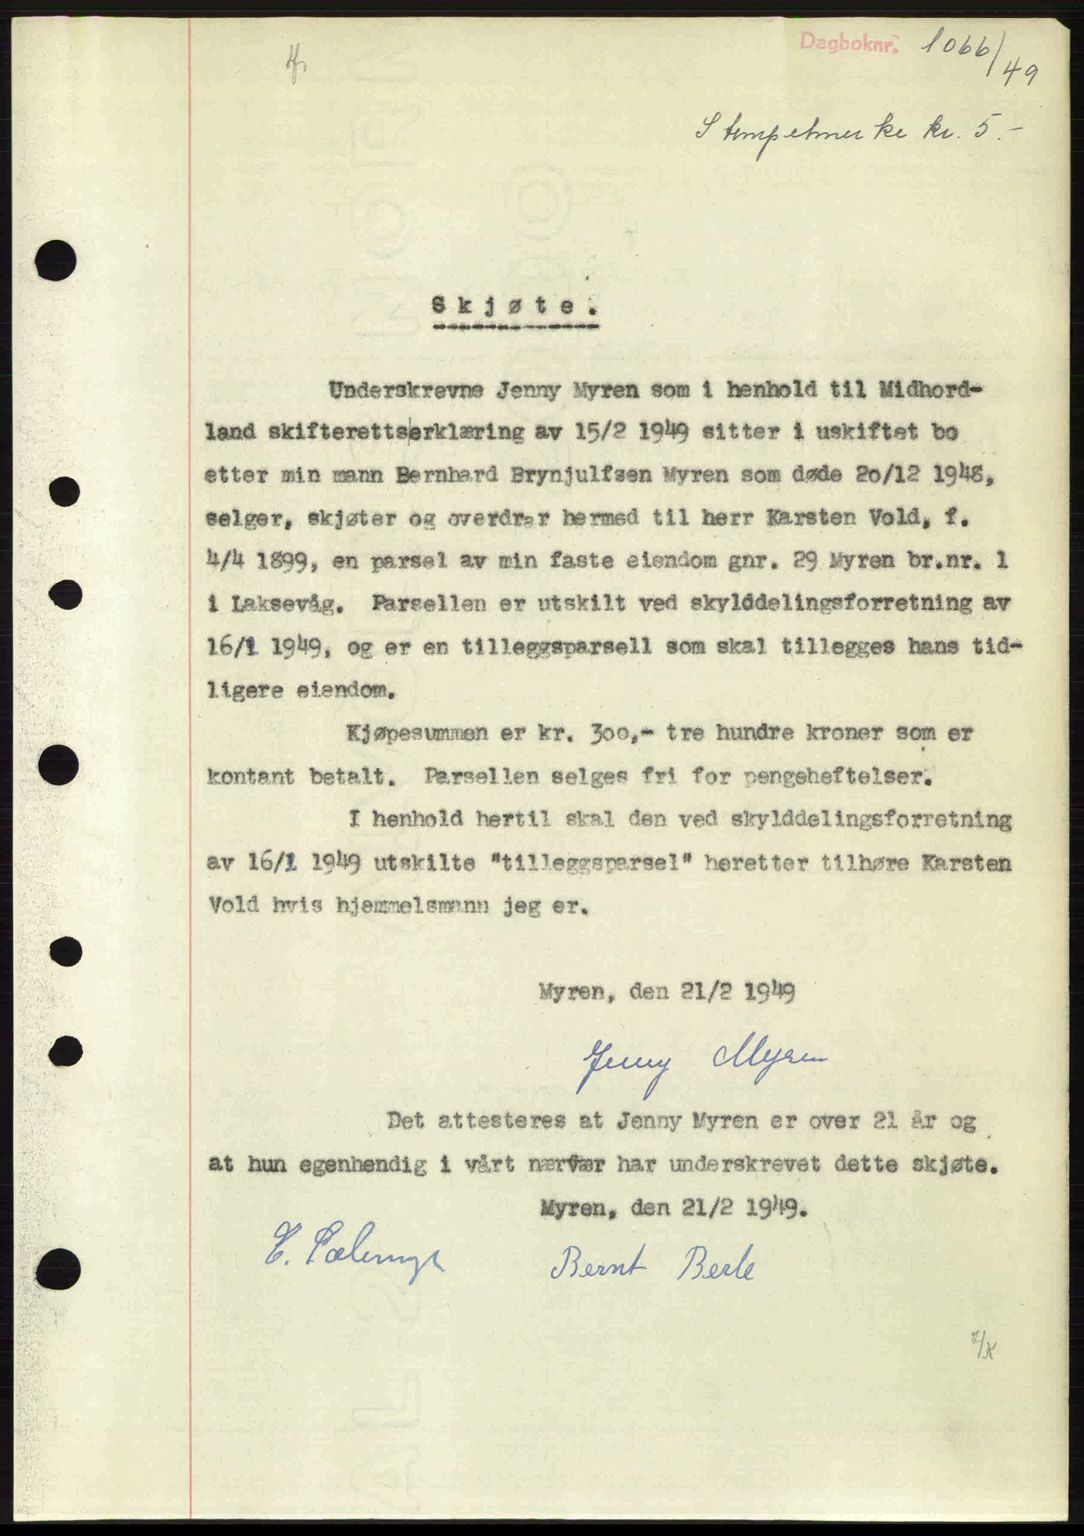 Dagboknr. 1066/49
Stempelmerke kr. 5.-
Skjøte.
Underskrevne Jenny Myren som i henhold til Midhord-
land skifterettserklæring av 15/2 1949 sitter i uskiftet bo
etter min mann Bernhard Brynjulfsen Myren som døde 2o/12 1948,
selger, skjøter og overdrar hermed til herr Karsten Vold, f.
4/4 1899, en parsel av min faste eiendom gnr. 29 Myren br.nr. 1
i Laksevåg. Parsellen er utskilt ved skylddelingsforretning av
16/1 1949, og er en tilleggsparsell som skal tillegges hans tid-
ligere eiendom.
Kjøpesummen er kr. 3oo,- tre hundre kroner som er
kontant betalt. Parsellen selges fri for pengeheftelser.
I henhold hertil skal den ved skylddelingsforretning
av 16/1 1949 utskilte "tilleggsparsel" heretter tilhøre Karsten
Vold hvis hjemmelsmann jeg er.
Myren, den 21/2 1949
Jenny Myren
Det attesteres at Jenny Myren er over 21 år og
at hun egenhendig i vårt nærvær har underskrevet dette skjøte.
Myren, den 21/2 1949.
Bernt Berle